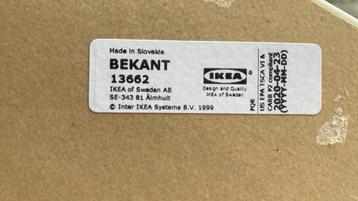 Made in Slovakia
BEKANT
13662
IKEA of Sweden AB
SE-343 81 Älmhult
© Inter IKEA Systems B.V. 1999
IKEA
Design and Quality
IKEA of Sweden
PQR
US EPA TSCA VI &
CARB P2 compliant
2020-04-23
(YYYY-MM-DD)